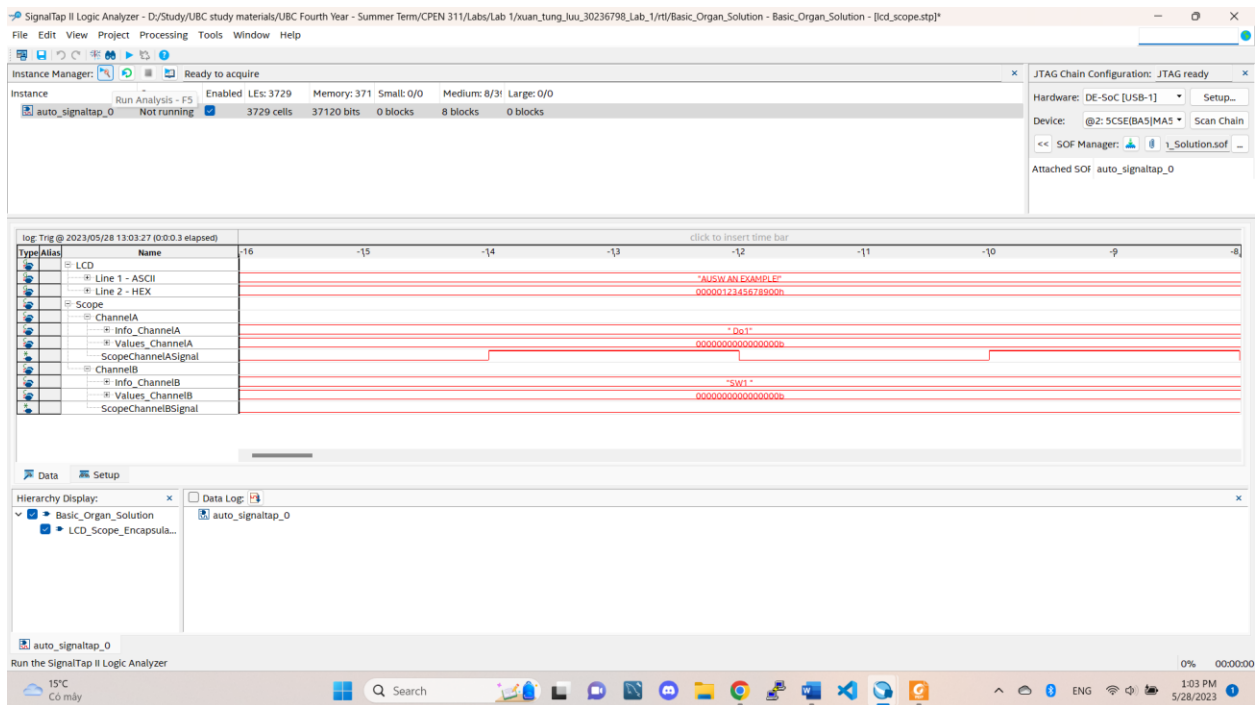 SignalTap II Logic Analyzer - D:/Study/UBC study materials/UBC Fourth Year - Summer Term/CPEN 311/Labs/Lab 1/xuan_tung_luu_30236798_Lab_1/rtl/Basic_Organ_Solution - Basic_Organ_Solution - [lcd_scope.stp]*
File Edit View Project Processing Tools Window Help
Instance Manager: Ready to acquire
JTAG Chain Configuration: JTAG ready
Instance Enabled LEs: 3729 Memory: 371 Small: 0/0 Medium: 8/3 Large: 0/0
Run Analysis - F5
auto_signaltap_0 Not running 3729 cells 37120 bits 0 blocks 8 blocks 0 blocks
Hardware: DE-SoC [USB-1] Setup...
Device: @2: 5CSE(BA5|MA5 Scan Chain
<< SOF Manager: _Solution.sof ...
Attached SOF auto_signaltap_0
log: Trig @ 2023/05/28 13:03:27 (0:0:0.3 elapsed) click to insert time bar
Type Alias Name -16 -15 -14 -13 -12 -11 -10 -9 -8
LCD
Line 1 - ASCII "AUSW AN EXAMPLE!"
Line 2 - HEX 0000012345678900h
Scope
ChannelA
Info_ChannelA " Do1"
Values_ChannelA 0000000000000000b
ScopeChannelASignal
ChannelB
Info_ChannelB "SW1 "
Values_ChannelB 0000000000000000b
ScopeChannelBSignal
Data Setup
Hierarchy Display: Data Log:
Basic_Organ_Solution
LCD_Scope_Encapsula...
auto_signaltap_0
auto_signaltap_0
Run the SignalTap II Logic Analyzer 0% 00:00:00
15°C
Có mây
Search
ENG
1:03 PM
5/28/2023
1